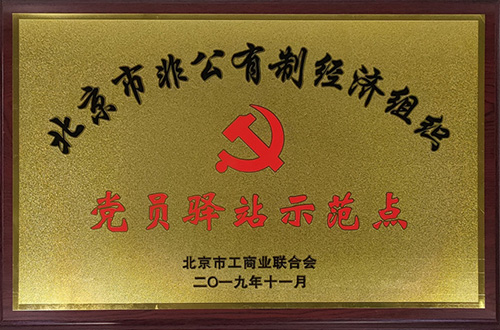 北京市非公有制经济组织
党员驿站示范点
北京市工商业联合会
二〇一九年十一月